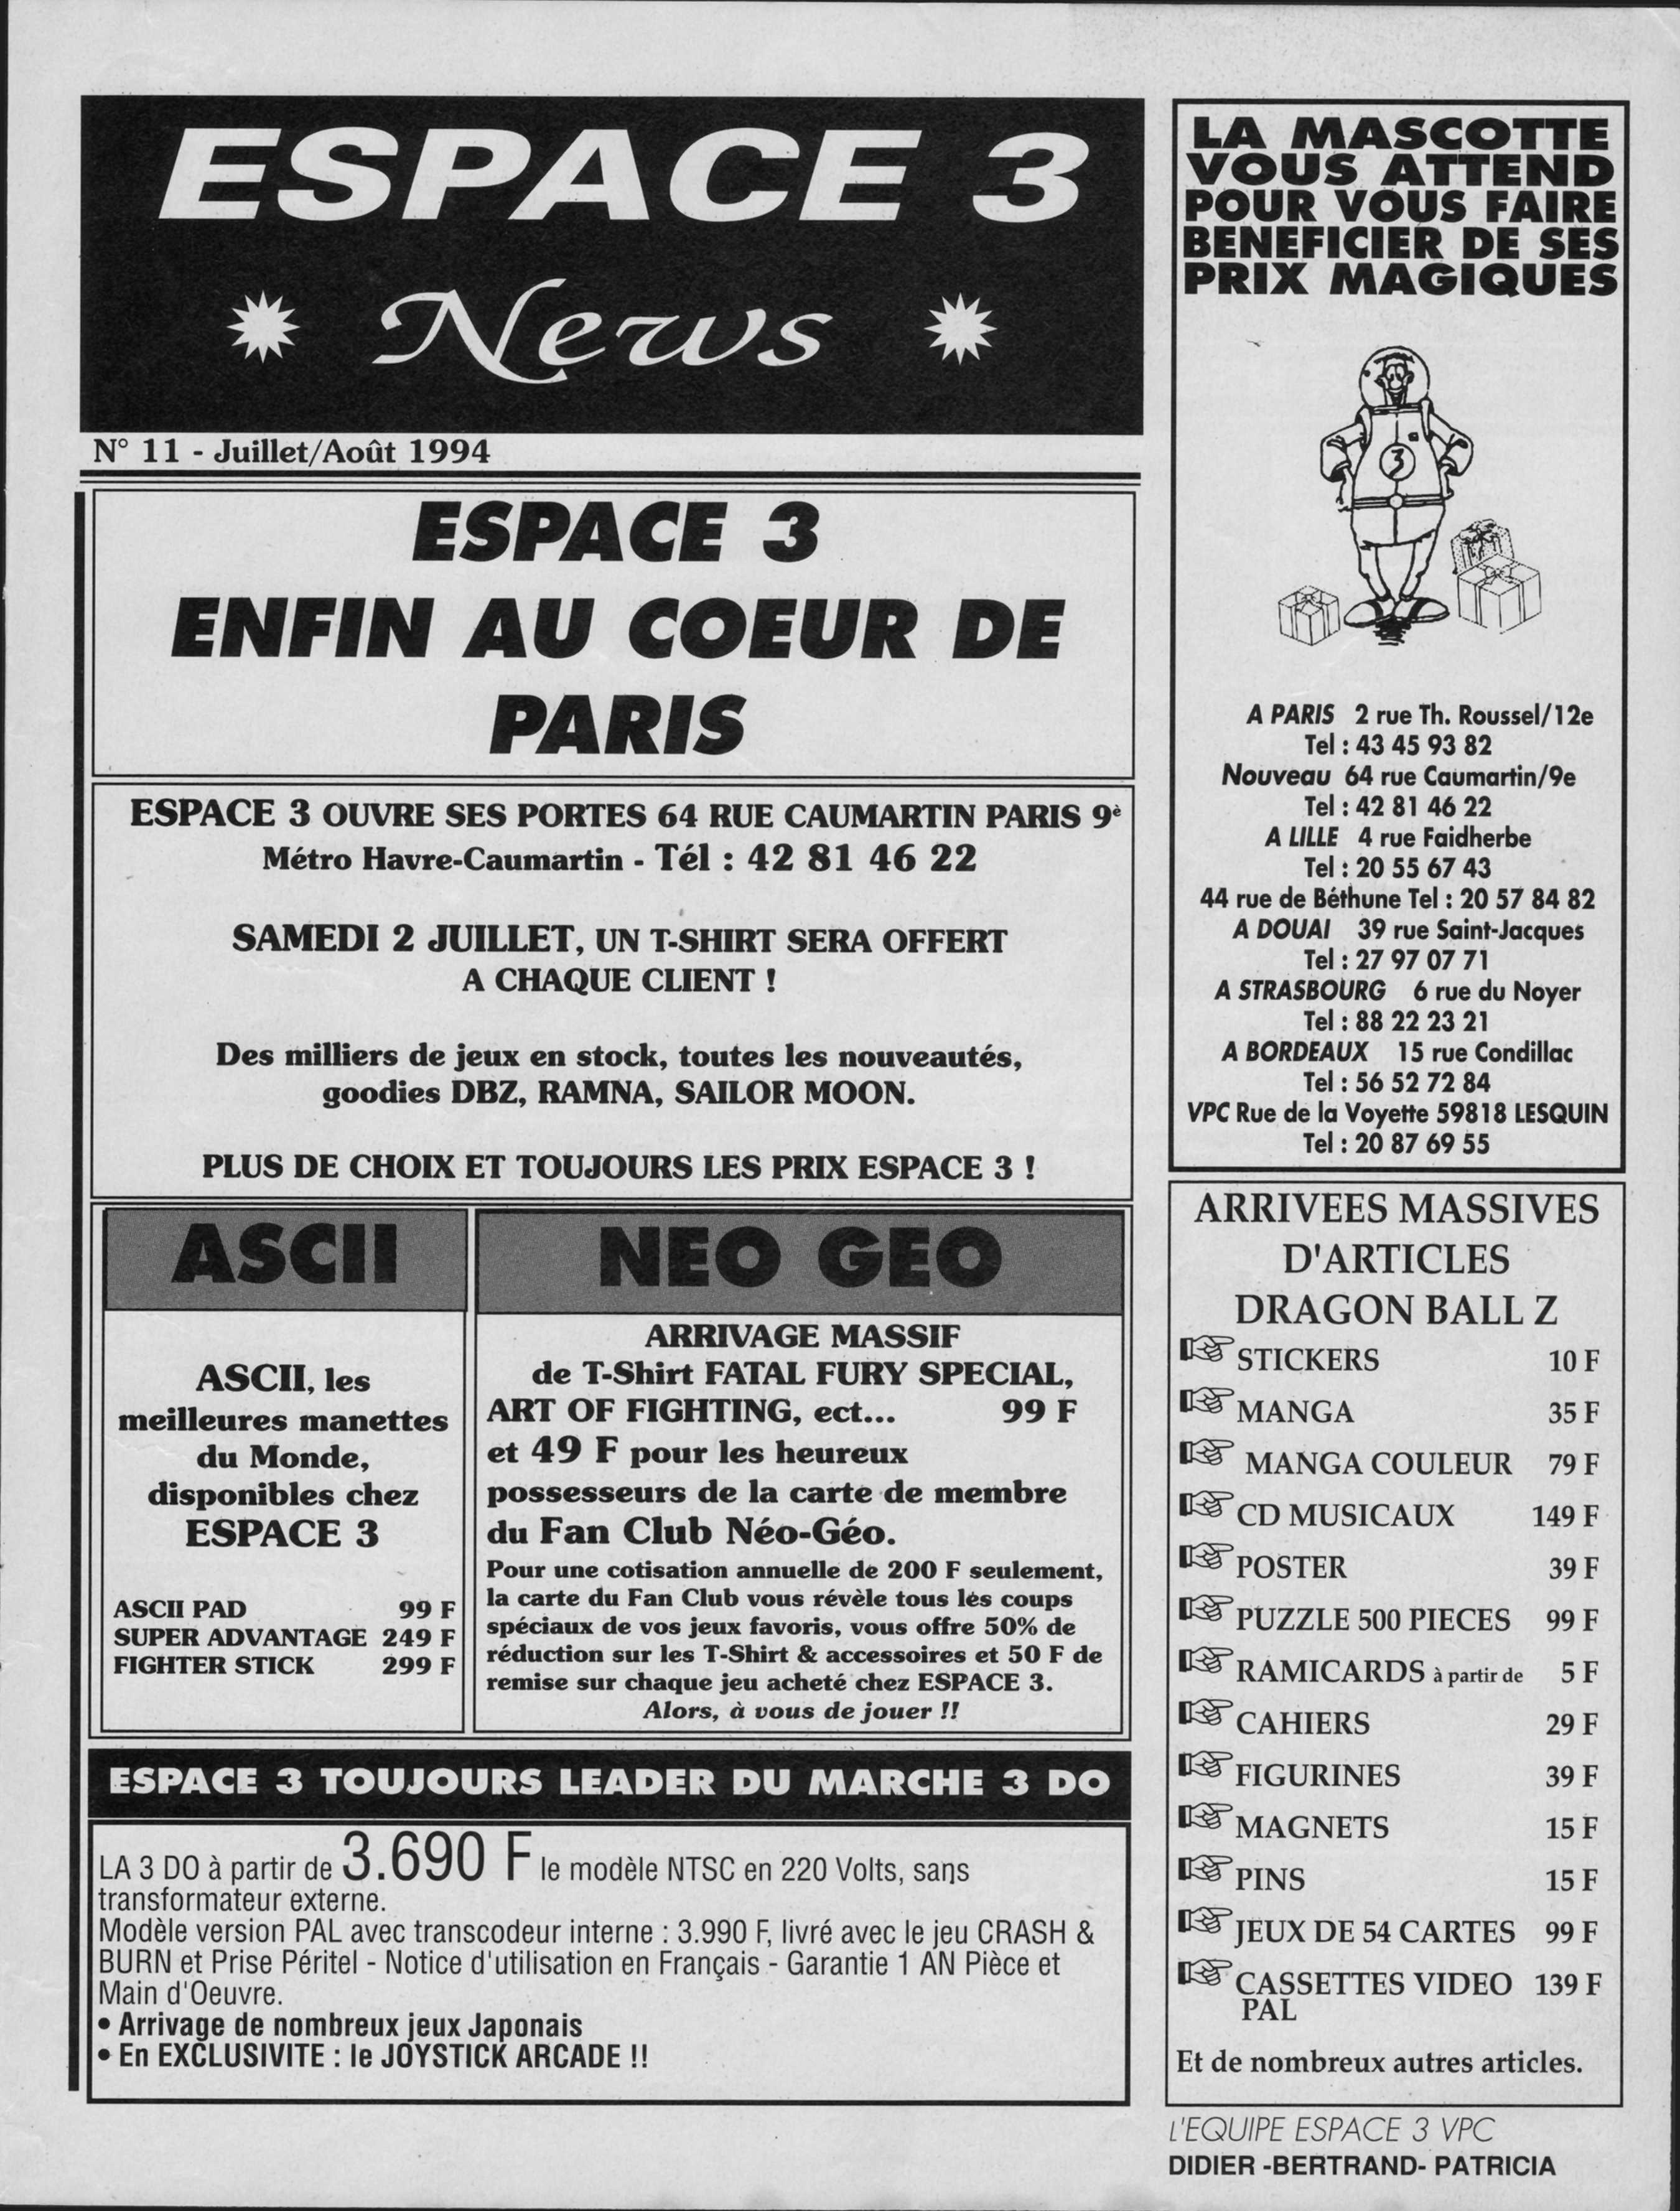 ESPACE 3
News
N° 11 - Juillet/Août 1994
ESPACE 3
ENFIN AU COEUR DE
PARIS
ESPACE 3 OUVRE SES PORTES 64 RUE CAUMARTIN PARIS 9è
Métro Havre-Caumartin - Tél : 42 81 46 22
SAMEDI 2 JUILLET, UN T-SHIRT SERA OFFERT
A CHAQUE CLIENT !
Des milliers de jeux en stock, toutes les nouveautés,
goodies DBZ, RAMNA, SAILOR MOON.
PLUS DE CHOIX ET TOUJOURS LES PRIX ESPACE 3 !
ASCII
ASCII, les
meilleures manettes
du Monde,
disponibles chez
ESPACE 3
ASCII PAD 99 F
SUPER ADVANTAGE 249 F
FIGHTER STICK 299 F
NEO GEO
ARRIVAGE MASSIF
de T-Shirt FATAL FURY SPECIAL,
ART OF FIGHTING, ect... 99 F
et 49 F pour les heureux
possesseurs de la carte de membre
du Fan Club Néo-Géo.
Pour une cotisation annuelle de 200 F seulement,
la carte du Fan Club vous révèle tous les coups
spéciaux de vos jeux favoris, vous offre 50% de
réduction sur les T-Shirt & accessoires et 50 F de
remise sur chaque jeu acheté chez ESPACE 3.
Alors, à vous de jouer !!
ESPACE 3 TOUJOURS LEADER DU MARCHE 3 DO
LA 3 DO à partir de 3.690 F le modèle NTSC en 220 Volts, sans
transformateur externe.
Modèle version PAL avec transcodeur interne : 3.990 F, livré avec le jeu CRASH &
BURN et Prise Péritel - Notice d'utilisation en Français - Garantie 1 AN Pièce et
Main d'Oeuvre.
• Arrivage de nombreux jeux Japonais
• En EXCLUSIVITE : le JOYSTICK ARCADE !!
LA MASCOTTE
VOUS ATTEND
POUR VOUS FAIRE
BENEFICIER DE SES
PRIX MAGIQUES
3
A PARIS 2 rue Th. Roussel/12e
Tel : 43 45 93 82
Nouveau 64 rue Caumartin/9e
Tel : 42 81 46 22
A LILLE 4 rue Faidherbe
Tel : 20 55 67 43
44 rue de Béthune Tel : 20 57 84 82
A DOUAI 39 rue Saint-Jacques
Tel : 27 97 07 71
A STRASBOURG 6 rue du Noyer
Tel : 88 22 23 21
A BORDEAUX 15 rue Condillac
Tel : 56 52 72 84
VPC Rue de la Voyette 59818 LESQUIN
Tel : 20 87 69 55
ARRIVEES MASSIVES
D'ARTICLES
DRAGON BALL Z
STICKERS 10 F
MANGA 35 F
MANGA COULEUR 79 F
CD MUSICAUX 149 F
POSTER 39 F
PUZZLE 500 PIECES 99 F
RAMICARDS à partir de 5 F
CAHIERS 29 F
FIGURINES 39 F
MAGNETS 15 F
PINS 15 F
JEUX DE 54 CARTES 99 F
CASSETTES VIDEO 139 F
PAL
Et de nombreux autres articles.
L'EQUIPE ESPACE 3 VPC
DIDIER -BERTRAND- PATRICIA